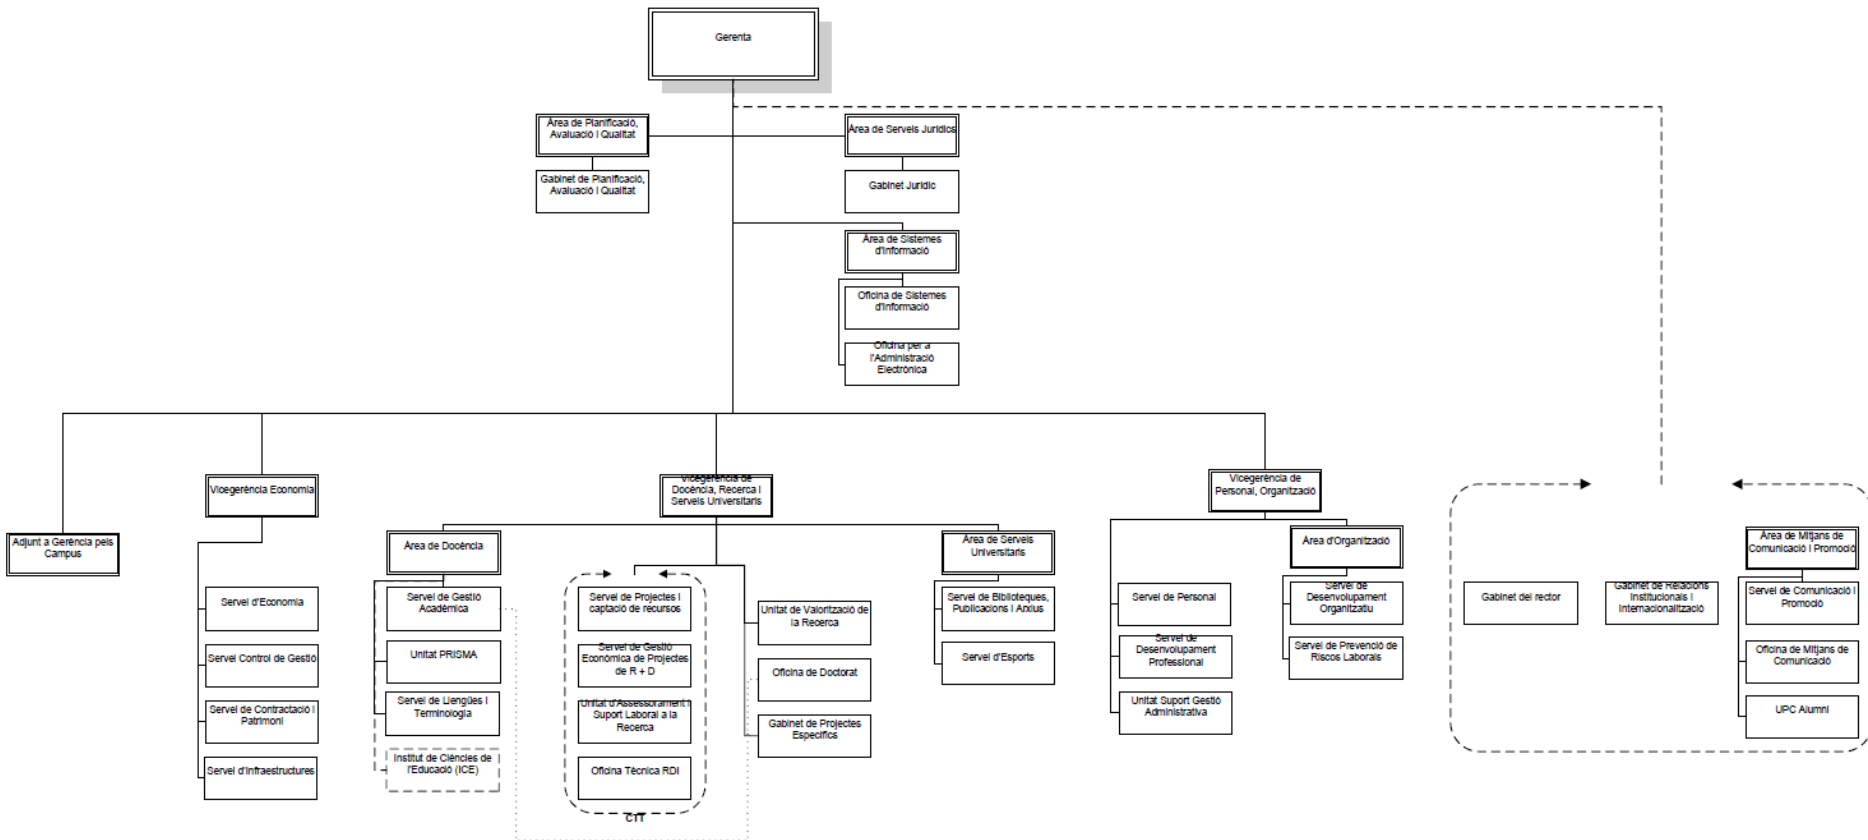 Gerenta
Àrea de Planificació,
Avaluació i Qualitat
Àrea de Serveis Jurídics
Gabinet de Planificació,
Avaluació i Qualitat
Gabinet Jurídic
Àrea de Sistemes
d'Informació
Oficina de Sistemes
d'Informació
Oficina per a
l'Administració
Electrònica
Adjunt a Gerència pels
Campus
Vicegerència Economia
Servei d'Economia
Servei Control de Gestió
Servei de Contractació i
Patrimoni
Servei d'Infraestructures
Vicegerència de
Docència, Recerca i
Serveis Universitaris
Àrea de Docència
Servei de Gestió
Acadèmica
Unitat PRISMA
Servei de Llengües i
Terminologia
Institut de Ciències de
l'Educació (ICE)
Servei de Projectes i
captació de recursos
Servei de Gestió
Econòmica de Projectes
de R + D
Unitat d'Assessorament i
Suport Laboral a la
Recerca
Oficina Tècnica RDI
CTT
Unitat de Valorització de
la Recerca
Oficina de Doctorat
Gabinet de Projectes
Específics
Àrea de Serveis
Universitaris
Servei de Biblioteques,
Publicacions i Arxius
Servei d'Esports
Vicegerència de
Personal, Organització
Servei de Personal
Servei de
Desenvolupament
Professional
Unitat Suport Gestió
Administrativa
Àrea d'Organització
Servei de
Desenvolupament
Organitzatiu
Servei de Prevenció de
Riscos Laborals
Gabinet del rector
Gabinet de Relacions
Institucionals i
Internacionalització
Àrea de Mitjans de
Comunicació i Promoció
Servei de Comunicació i
Promoció
Oficina de Mitjans de
Comunicació
UPC Alumni